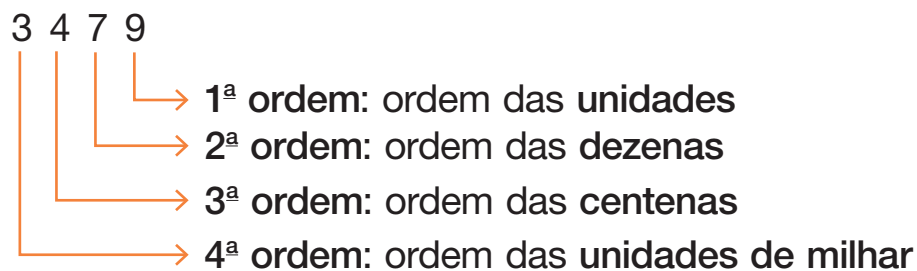 3 4 7 9
1ª ordem: ordem das unidades
2ª ordem: ordem das dezenas
3ª ordem: ordem das centenas
4ª ordem: ordem das unidades de milhar